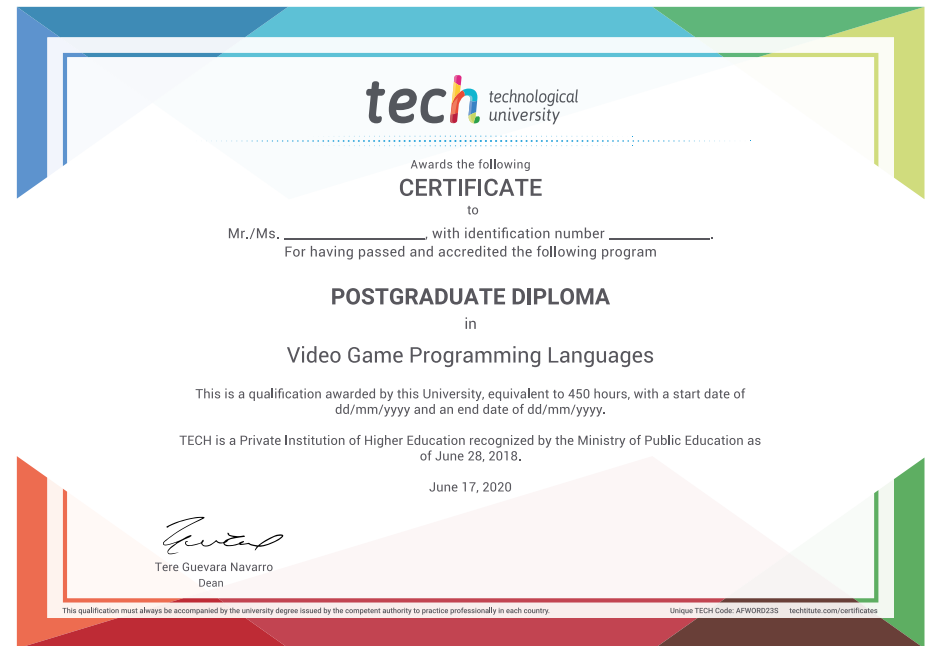 tech technological
university
Awards the following
CERTIFICATE
to
Mr./Ms. ____________________, with identification number ______________.
For having passed and accredited the following program
POSTGRADUATE DIPLOMA
in
Video Game Programming Languages
This is a qualification awarded by this University, equivalent to 450 hours, with a start date of
dd/mm/yyyy and an end date of dd/mm/yyyy.
TECH is a Private Institution of Higher Education recognized by the Ministry of Public Education as
of June 28, 2018.
June 17, 2020
Tere Guevara Navarro
Dean
This qualification must always be accompanied by the university degree issued by the competent authority to practice professionally in each country.
Unique TECH Code: AFWORD23S techtitute.com/certificates